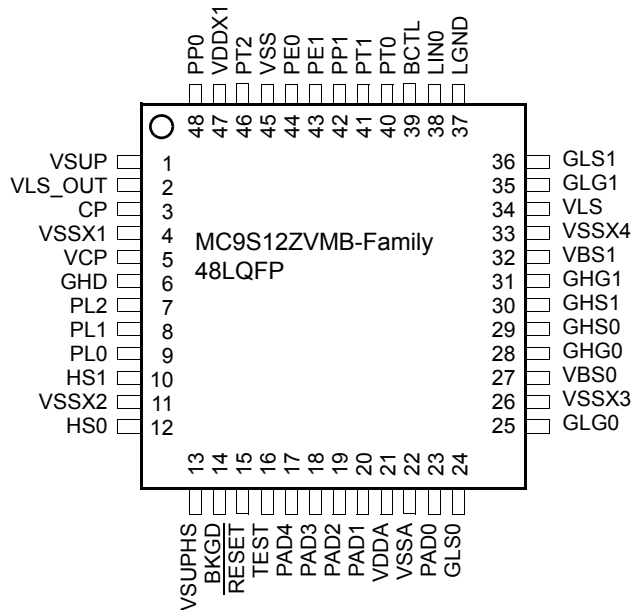 PP0
VDDX1
PT2
VSS
PE0
PE1
PP1
PT1
PT0
BCTL
LIN0
LGND
48
47
46
45
44
43
42
41
40
39
38
37
VSUP 1
VLS_OUT 2
CP 3
VSSX1 4
VCP 5
GHD 6
PL2 7
PL1 8
PL0 9
HS1 10
VSSX2 11
HS0 12
MC9S12ZVMB-Family
48LQFP
36 GLS1
35 GLG1
34 VLS
33 VSSX4
32 VBS1
31 GHG1
30 GHS1
29 GHS0
28 GHG0
27 VBS0
26 VSSX3
25 GLG0
13
14
15
16
17
18
19
20
21
22
23
24
VSUPHS
BKGD
RESET
TEST
PAD4
PAD3
PAD2
PAD1
VDDA
VSSA
PAD0
GLS0